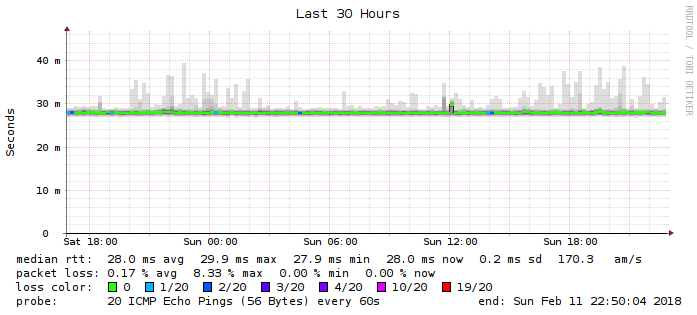 Last 30 Hours
RRDTOOL / TOBI OETIKER
Seconds
40 m
30 m
20 m
10 m
0
Sat 18:00 Sun 00:00 Sun 06:00 Sun 12:00 Sun 18:00
median rtt: 28.0 ms avg 29.9 ms max 27.9 ms min 28.0 ms now 0.2 ms sd 170.3 am/s
packet loss: 0.17 % avg 8.33 % max 0.00 % min 0.00 % now
loss color: 0 1/20 2/20 3/20 4/20 10/20 19/20
probe: 20 ICMP Echo Pings (56 Bytes) every 60s end: Sun Feb 11 22:50:04 2018